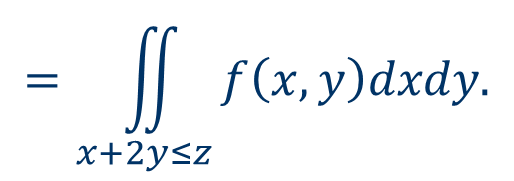 = ∬ f(x, y)dxdy.
x+2y≤z